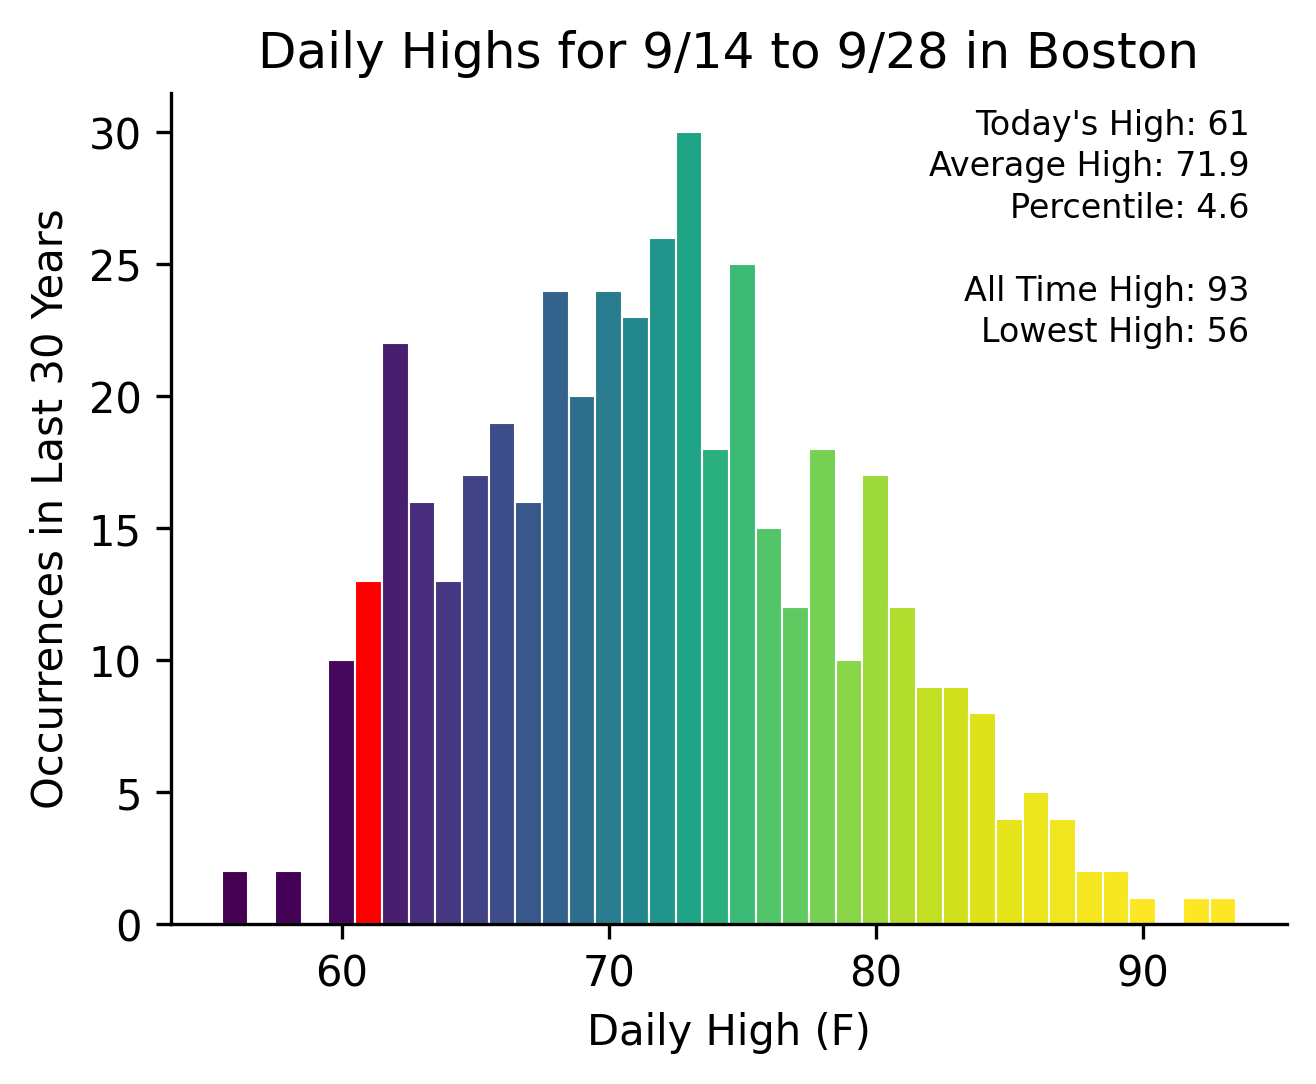 Daily Highs for 9/14 to 9/28 in Boston
Today's High: 61
Average High: 71.9
Percentile: 4.6
All Time High: 93
Lowest High: 56
Occurrences in Last 30 Years
30
25
20
15
10
5
0
60 70 80 90
Daily High (F)